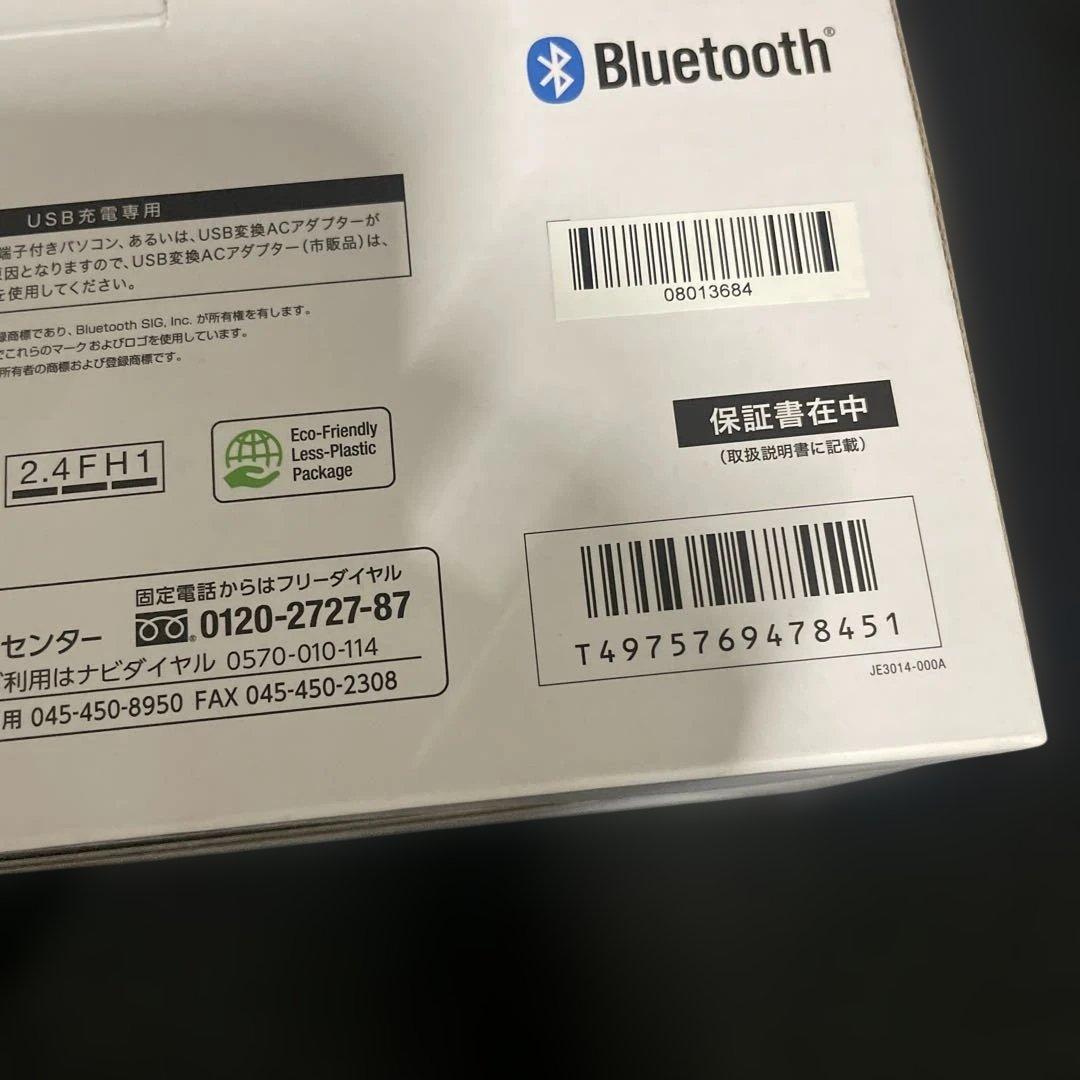 Bluetooth®
USB充電専用
端子付きパソコン、あるいは、USB変換ACアダプターが
因となりますので、USB変換ACアダプター(市販品)は、
を使用してください。
録商標であり、Bluetooth SIG, Inc. が所有権を有します。
でこれらのマークおよびロゴを使用しています。
所有者の商標および登録商標です。
08013684
保証書在中
(取扱説明書に記載)
2.4FH1
Eco-Friendly
Less-Plastic
Package
固定電話からはフリーダイヤル
センター
0120-2727-87
ご利用はナビダイヤル 0570-010-114
用 045-450-8950 FAX 045-450-2308
T4975769478451
JE3014-000A